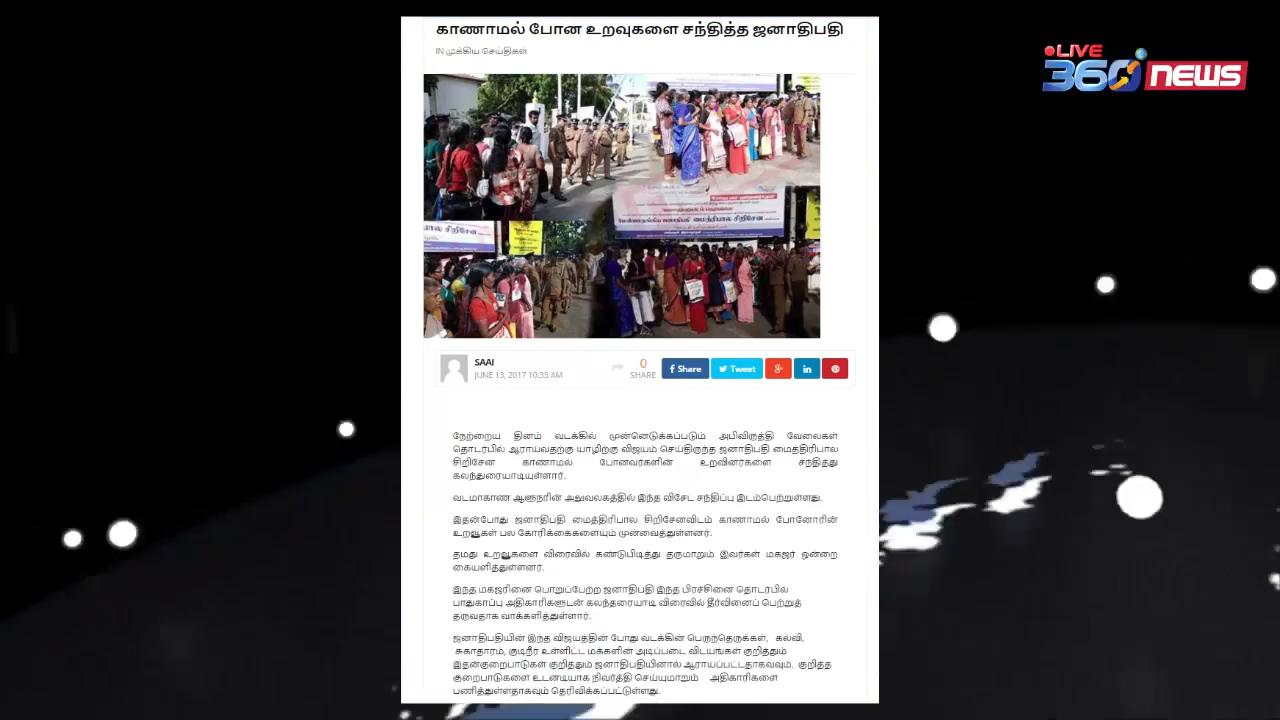 காணாமல் போன உறவுகளை சந்தித்த ஜனாதிபதி
IN முக்கிய செய்திகள்
LIVE
360° NEWS
மைத்திரிபால சிறிசேன
பால சிறிசேன
SAAI
JUNE 13, 2017 10:35 AM
0
SHARE
Share
Tweet
நேற்றைய தினம் வடக்கில் முன்னெடுக்கப்படும் அபிவிருத்தி வேலைகள்
தொடர்பில் ஆராய்வதற்கு யாழிற்கு விஜயம் செய்திருந்த ஜனாதிபதி மைத்திரிபால
சிறிசேன காணாமல் போனவர்களின் உறவினர்களை சந்தித்து
கலந்துரையாடியுள்ளார்.
வடமாகாண ஆளுநரின் அலுவலகத்தில் இந்த விசேட சந்திப்பு இடம்பெற்றுள்ளது.
இதன்போது ஜனாதிபதி மைத்திரிபால சிறிசேனவிடம் காணாமல் போனோரின்
உறவுகள் பல கோரிக்கைகளையும் முன்வைத்துள்ளனர்.
தமது உறவுகளை விரைவில் கண்டுபிடித்து தருமாறும் இவர்கள் மகஜர் ஒன்றை
கையளித்துள்ளனர்.
இந்த மகஜரினை பொறுப்பேற்ற ஜனாதிபதி இந்த பிரச்சினை தொடர்பில்
பாதுகாப்பு அதிகாரிகளுடன் கலந்தரையாடி விரைவில் தீர்வினைப் பெற்றுத்
தருவதாக வாக்களித்துள்ளார்.
ஜனாதிபதியின் இந்த விஜயத்தின் போது வடக்கின் பெருந்தெருக்கள், கல்வி,
சுகாதாரம், குடிநீர் உள்ளிட்ட மக்களின் அடிப்படை விடயங்கள் குறித்தும்
இதன்குறைபாடுகள் குறித்தும் ஜனாதிபதியினால் ஆராயப்பட்டதாகவவும், குறித்த
குறைபாடுகளை உடனடியாக நிவர்த்தி செய்யுமாறும் அதிகாரிகளை
பணித்துள்ளதாகவும் தெரிவிக்கப்பட்டுள்ளது.